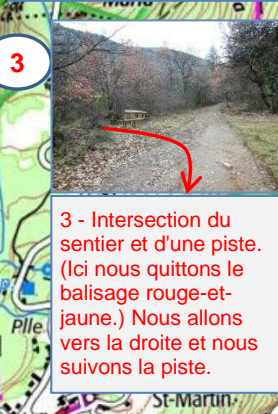 3
3 - Intersection du
sentier et d'une piste.
(Ici nous quittons le
balisage rouge-et-
jaune.) Nous allons
vers la droite et nous
suivons la piste.
Plle
St-Martin